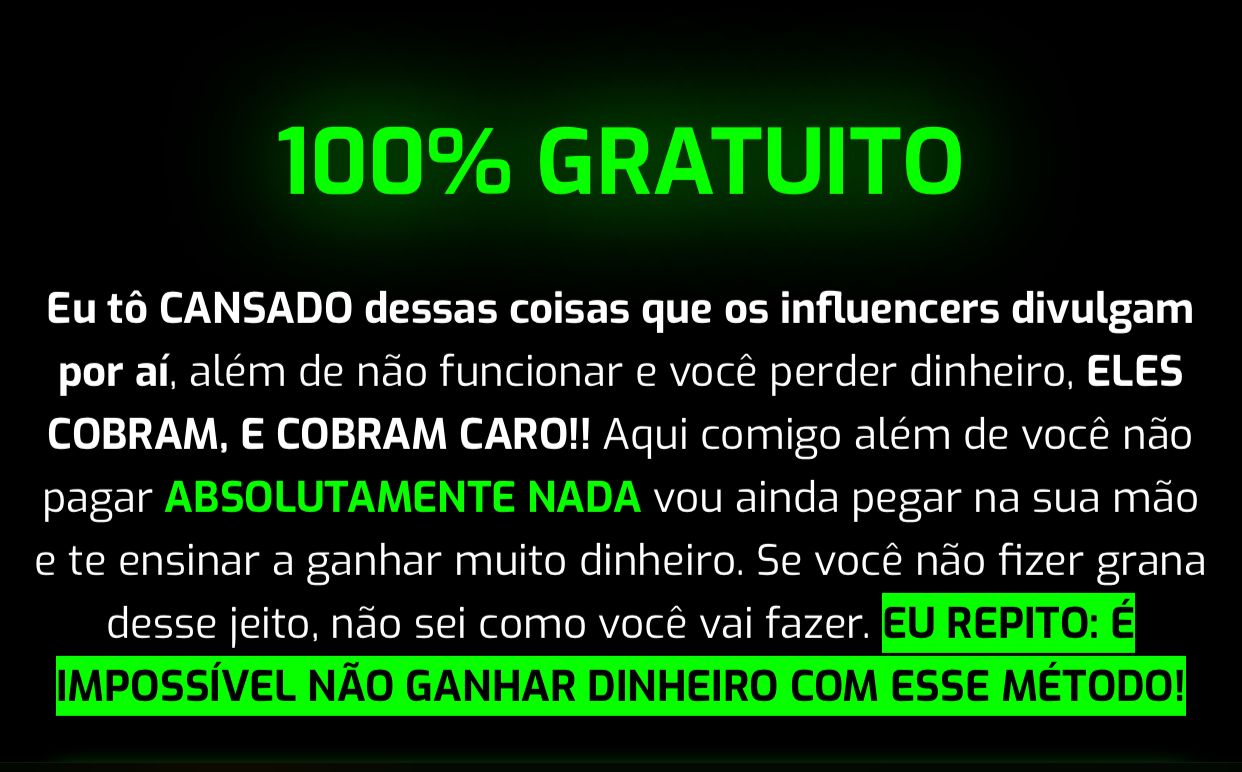 100% GRATUITO
Eu tô CANSADO dessas coisas que os influencers divulgam
por aí, além de não funcionar e você perder dinheiro, ELES
COBRAM, E COBRAM CARO!! Aqui comigo além de você não
pagar ABSOLUTAMENTE NADA vou ainda pegar na sua mão
e te ensinar a ganhar muito dinheiro. Se você não fizer grana
desse jeito, não sei como você vai fazer. EU REPITO: É
IMPOSSÍVEL NÃO GANHAR DINHEIRO COM ESSE MÉTODO!